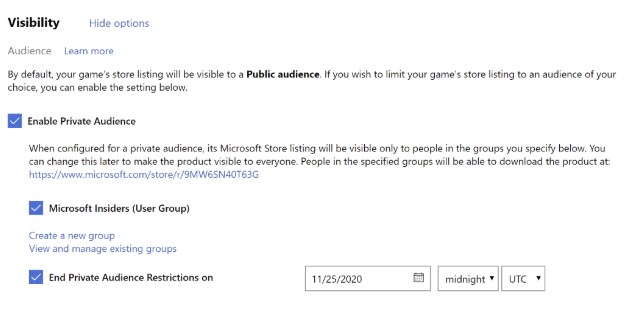 Visibility Hide options
Audience Learn more
By default, your game's store listing will be visible to a Public audience. If you wish to limit your game's store listing to an audience of your
choice, you can enable the setting below.
Enable Private Audience
When configured for a private audience, its Microsoft Store listing will be visible only to people in the groups you specify below. You
can change this later to make the product visible to everyone. People in the specified groups will be able to download the product at:
https://www.microsoft.com/store/r/9MW6SN40T63G
Microsoft Insiders (User Group)
Create a new group
View and manage existing groups
End Private Audience Restrictions on 11/25/2020 midnight UTC